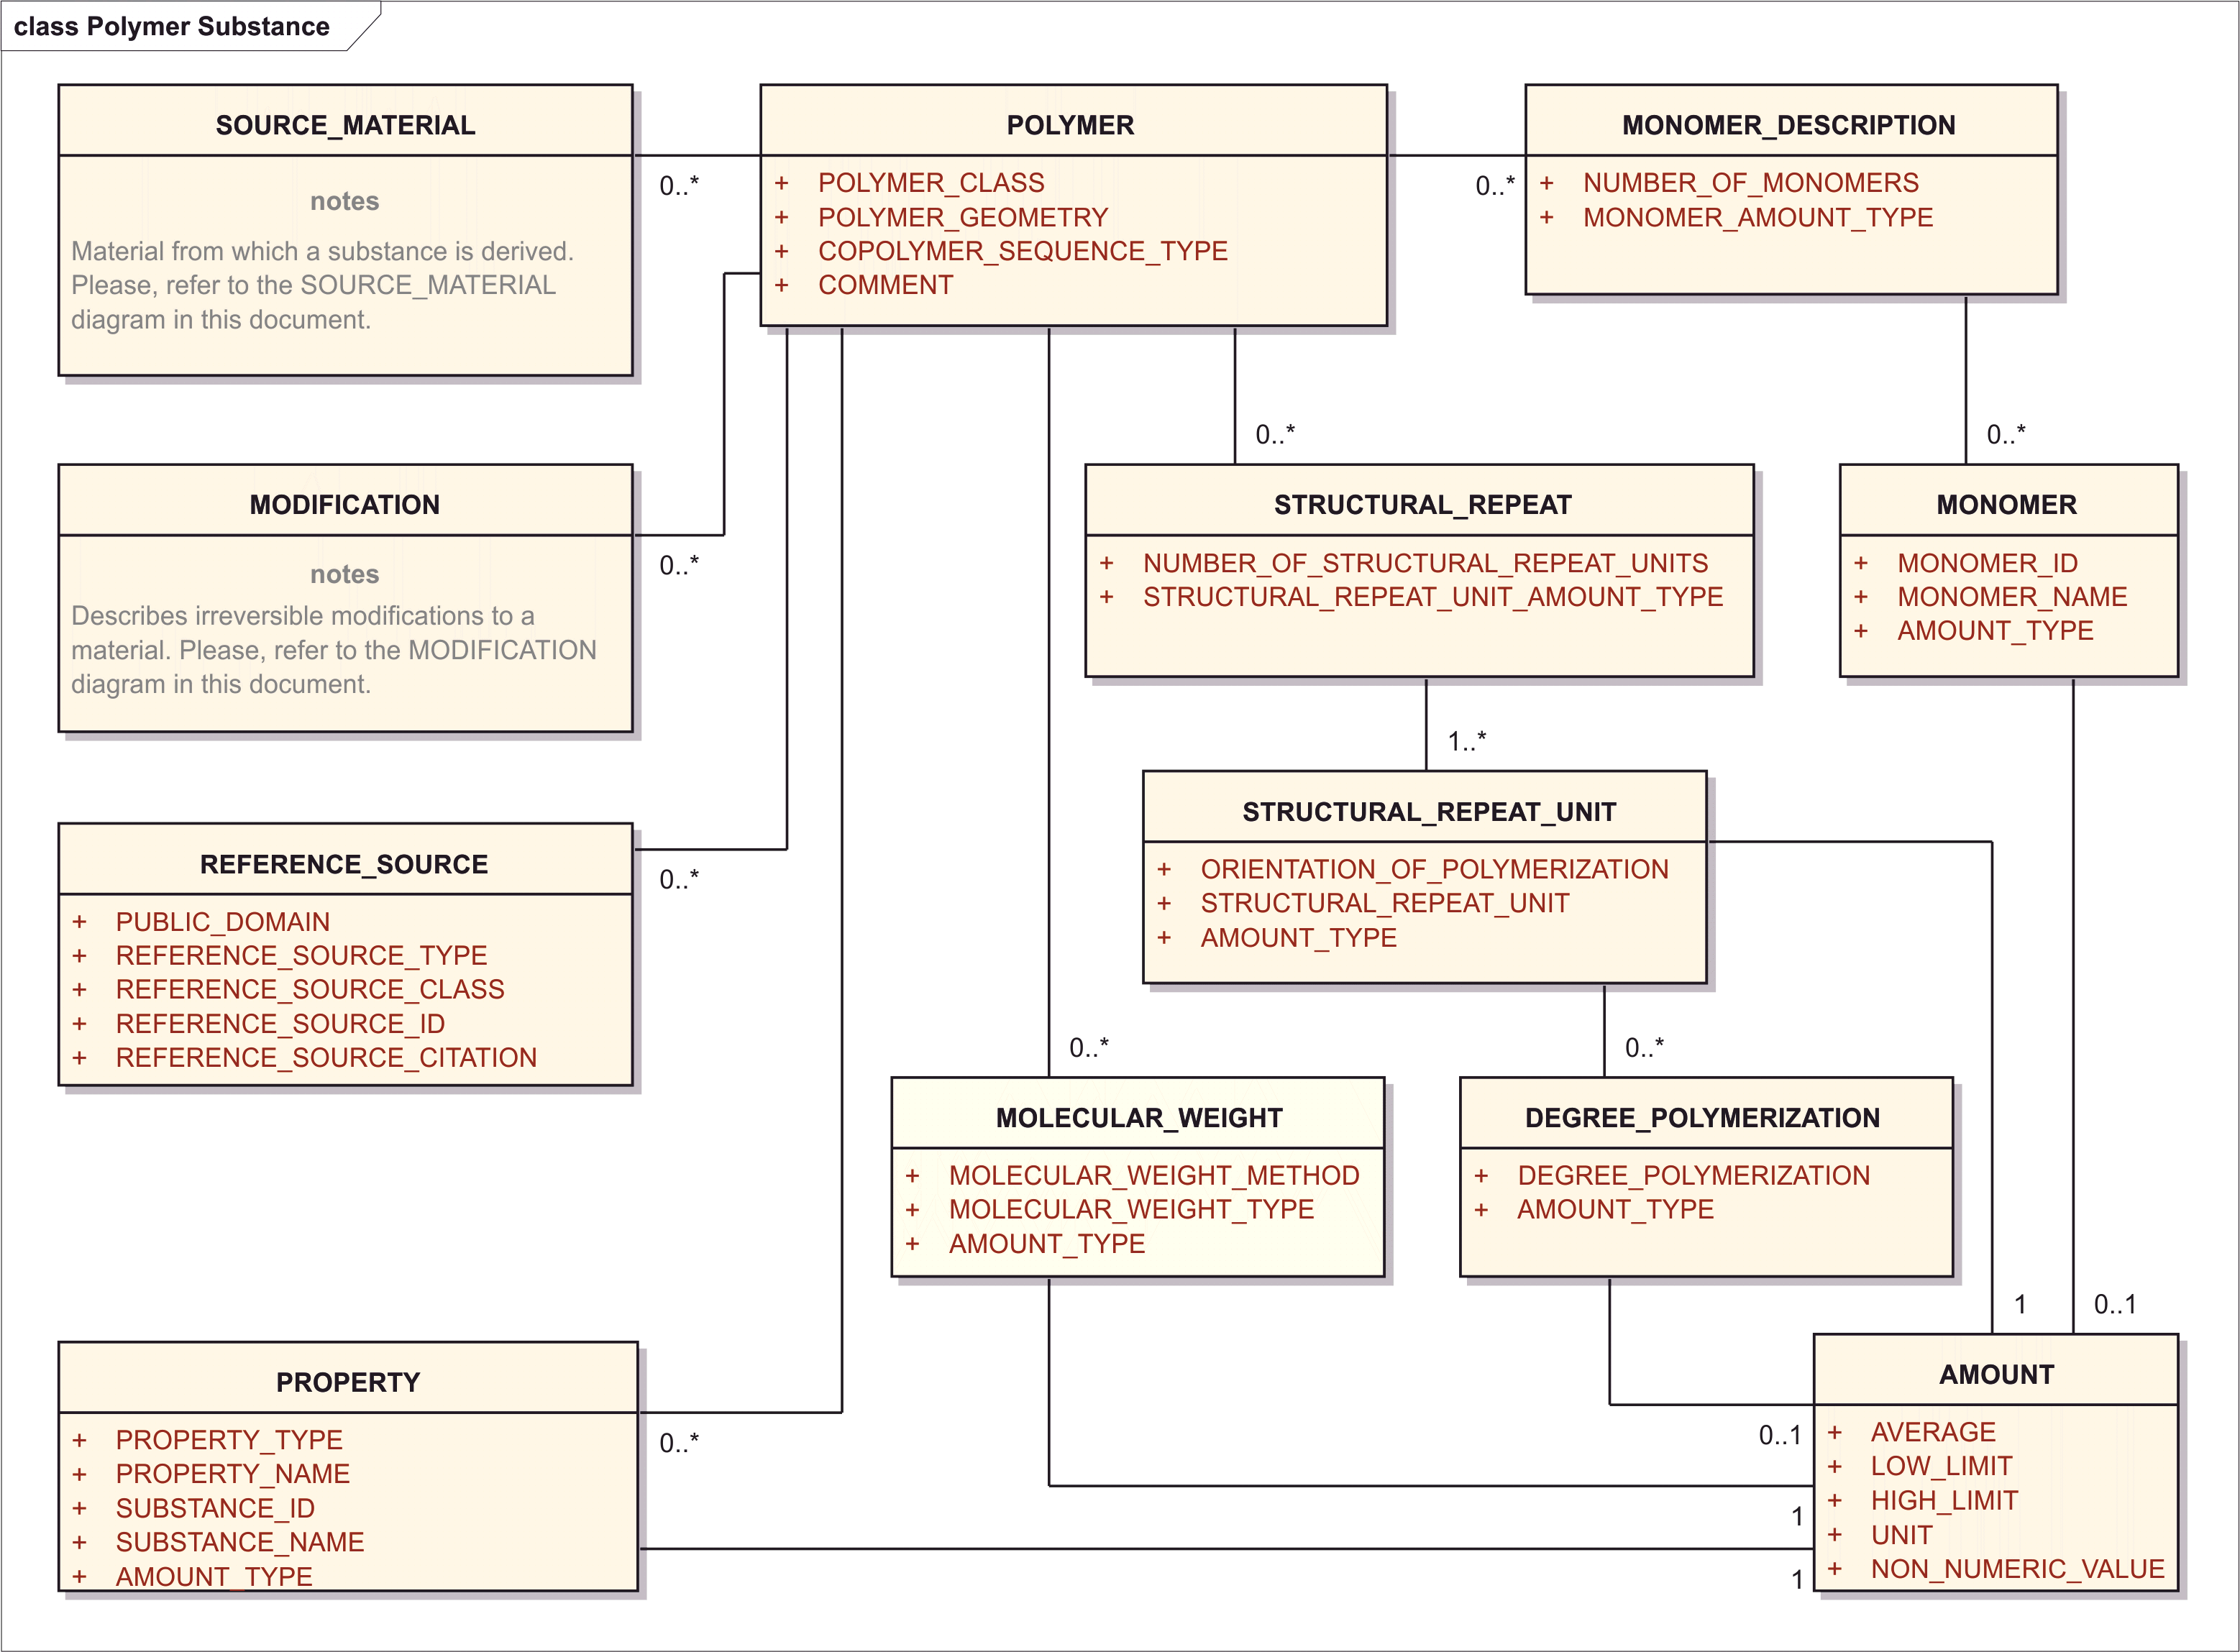 class Polymer Substance
SOURCE_MATERIAL
notes
Material from which a substance is derived.
Please, refer to the SOURCE_MATERIAL
diagram in this document.
0..*
POLYMER
+ POLYMER_CLASS
+ POLYMER_GEOMETRY
+ COPOLYMER_SEQUENCE_TYPE
+ COMMENT
0..*
MONOMER_DESCRIPTION
+ NUMBER_OF_MONOMERS
+ MONOMER_AMOUNT_TYPE
MODIFICATION
notes
Describes irreversible modifications to a
material. Please, refer to the MODIFICATION
diagram in this document.
0..*
0..*
STRUCTURAL_REPEAT
+ NUMBER_OF_STRUCTURAL_REPEAT_UNITS
+ STRUCTURAL_REPEAT_UNIT_AMOUNT_TYPE
0..*
MONOMER
+ MONOMER_ID
+ MONOMER_NAME
+ AMOUNT_TYPE
1..*
STRUCTURAL_REPEAT_UNIT
+ ORIENTATION_OF_POLYMERIZATION
+ STRUCTURAL_REPEAT_UNIT
+ AMOUNT_TYPE
REFERENCE_SOURCE
+ PUBLIC_DOMAIN
+ REFERENCE_SOURCE_TYPE
+ REFERENCE_SOURCE_CLASS
+ REFERENCE_SOURCE_ID
+ REFERENCE_SOURCE_CITATION
0..*
0..*
MOLECULAR_WEIGHT
+ MOLECULAR_WEIGHT_METHOD
+ MOLECULAR_WEIGHT_TYPE
+ AMOUNT_TYPE
0..*
DEGREE_POLYMERIZATION
+ DEGREE_POLYMERIZATION
+ AMOUNT_TYPE
1
0..1
PROPERTY
+ PROPERTY_TYPE
+ PROPERTY_NAME
+ SUBSTANCE_ID
+ SUBSTANCE_NAME
+ AMOUNT_TYPE
0..*
0..1
1
1
AMOUNT
+ AVERAGE
+ LOW_LIMIT
+ HIGH_LIMIT
+ UNIT
+ NON_NUMERIC_VALUE